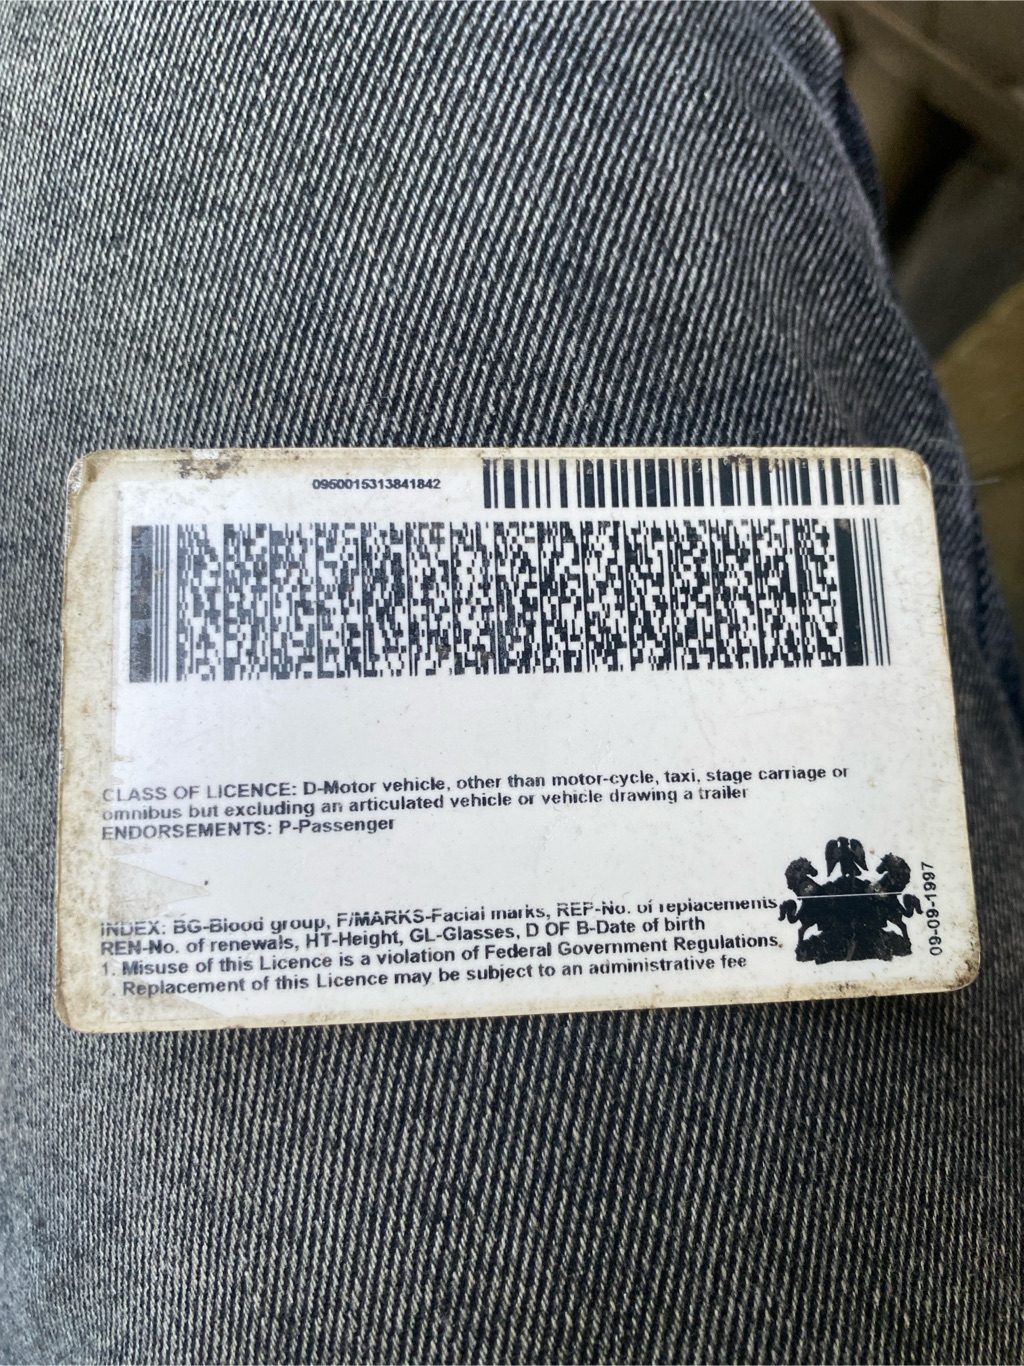 0950015313841842
CLASS OF LICENCE: D-Motor vehicle, other than motor-cycle, taxi, stage carriage or
omnibus but excluding an articulated vehicle or vehicle drawing a trailer
ENDORSEMENTS: P-Passenger
INDEX: BG-Blood group, F/MARKS-Facial marks, REP-No. of replacements,
REN-No. of renewals, HT-Height, GL-Glasses, D OF B-Date of birth
1. Misuse of this Licence is a violation of Federal Government Regulations.
Replacement of this Licence may be subject to an administrative fee
09-09-1997